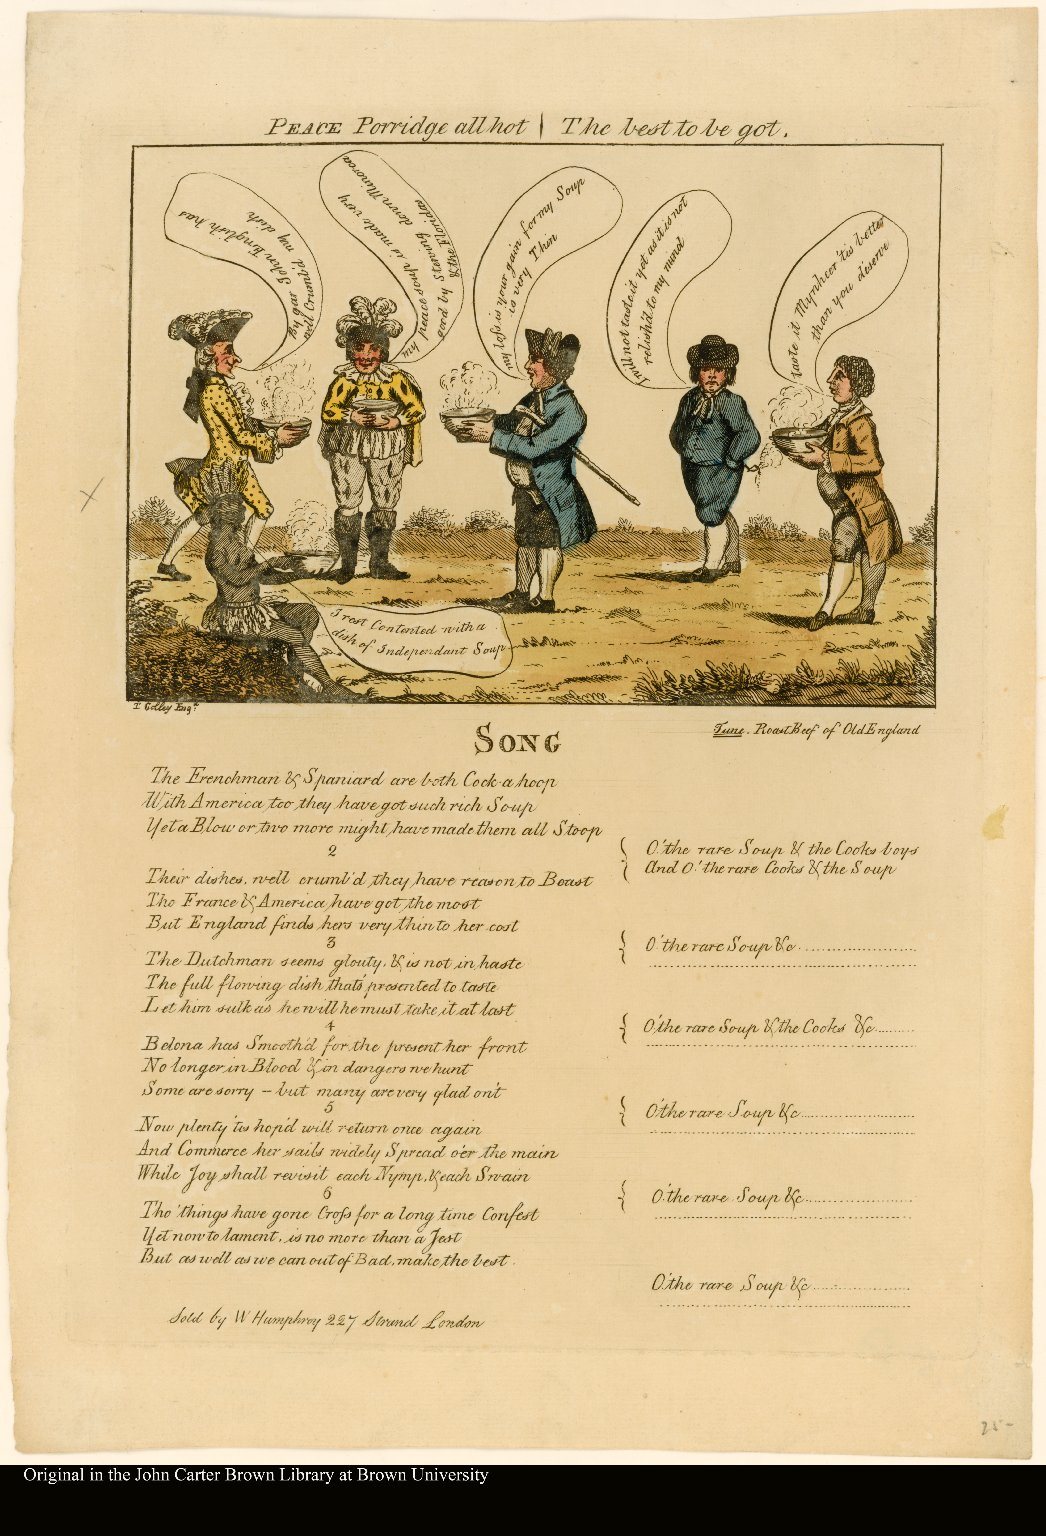 PEACE Porridge all hot | The best to be got.
by gar John English has
well Crumb'd my dish
my peace soup is made very
good by Stewing down Minorca
& the Floridas
my loss is your gain for my Soup
is very Thin
I will not taste it yet as it is not
relish'd to my mind
taste it Mynheer 'tis better
than you deserve
I rest Contented with a
dish of Independant Soup
T Colley Engr.
SONG
Tune. Roast Beef of Old England
The Frenchman & Spaniard are both Cock-a hoop
With America too, they have got such rich Soup
Yet a Blow or two more might have made them all Stoop
O! the rare Soup & the Cooks boys
And O! the rare Cooks & the Soup
2
Their dishes, well crumb'd they have reason to Boast
Tho France & America have got the most
But England finds hers very thin to her cost
O' the rare Soup &c
3
The Dutchman seems glouty, & is not in haste
The full flowing dish thats' presented to taste
Let him sulk as he will he must take it at last
O'the rare Soup & the Cooks &c
4
Belona has Smooth'd for the present her front
No longer in Blood & in dangers we hunt
Some are sorry - but many are very glad on't
O'the rare Soup &c
5
Now plenty tis hop'd will return once again
And Commerce her sails widely Spread o'er the main
While Joy shall revisit each Nymp, & each Swain
O'the rare Soup &c
6
Tho' things have gone Cross for a long time Confest
Yet now to lament, is no more than a Jest
But as well as we can out of Bad, make the best.
O'the rare Soup &c
Sold by W Humphrey 227 Strand London
25-
Original in the John Carter Brown Library at Brown University